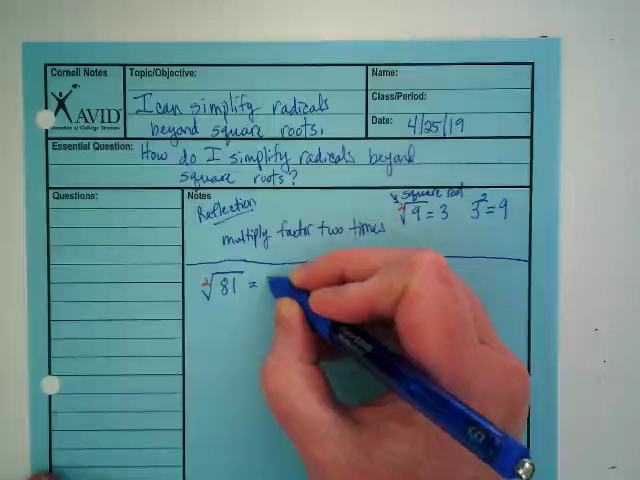 Cornell Notes
Topic/Objective:
Name:
Class/Period:
Date: 4/25/19
AVID
I can simplify radicals
beyond square roots.
Essential Question: How do I simplify radicals beyond
square roots?
Questions:
Notes
Reflection
multiply factor two times
square root
²√9 = 3 3² = 9
²√81 =